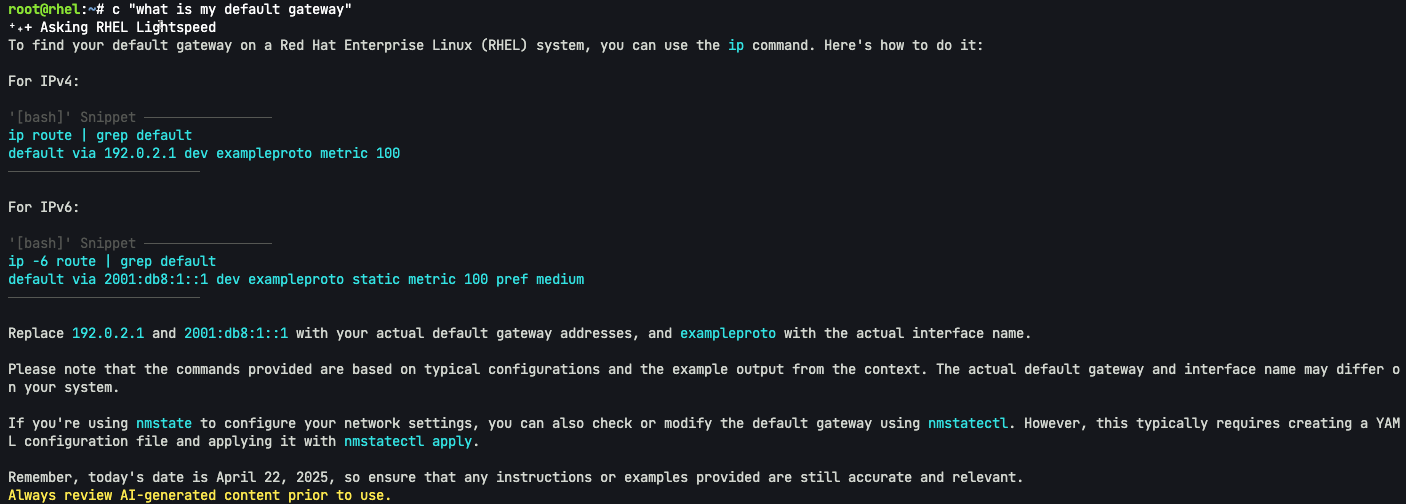 root@rhel:~# c "what is my default gateway"
⁺₊+ Asking RHEL Lightspeed
To find your default gateway on a Red Hat Enterprise Linux (RHEL) system, you can use the ip command. Here's how to do it:
For IPv4:
'[bash]' Snippet ────────────────
ip route | grep default
default via 192.0.2.1 dev exampleproto metric 100
────────────────────────
For IPv6:
'[bash]' Snippet ────────────────
ip -6 route | grep default
default via 2001:db8:1::1 dev exampleproto static metric 100 pref medium
────────────────────────
Replace 192.0.2.1 and 2001:db8:1::1 with your actual default gateway addresses, and exampleproto with the actual interface name.
Please note that the commands provided are based on typical configurations and the example output from the context. The actual default gateway and interface name may differ o
n your system.
If you're using nmstate to configure your network settings, you can also check or modify the default gateway using nmstatectl. However, this typically requires creating a YAM
L configuration file and applying it with nmstatectl apply.
Remember, today's date is April 22, 2025, so ensure that any instructions or examples provided are still accurate and relevant.
Always review AI-generated content prior to use.